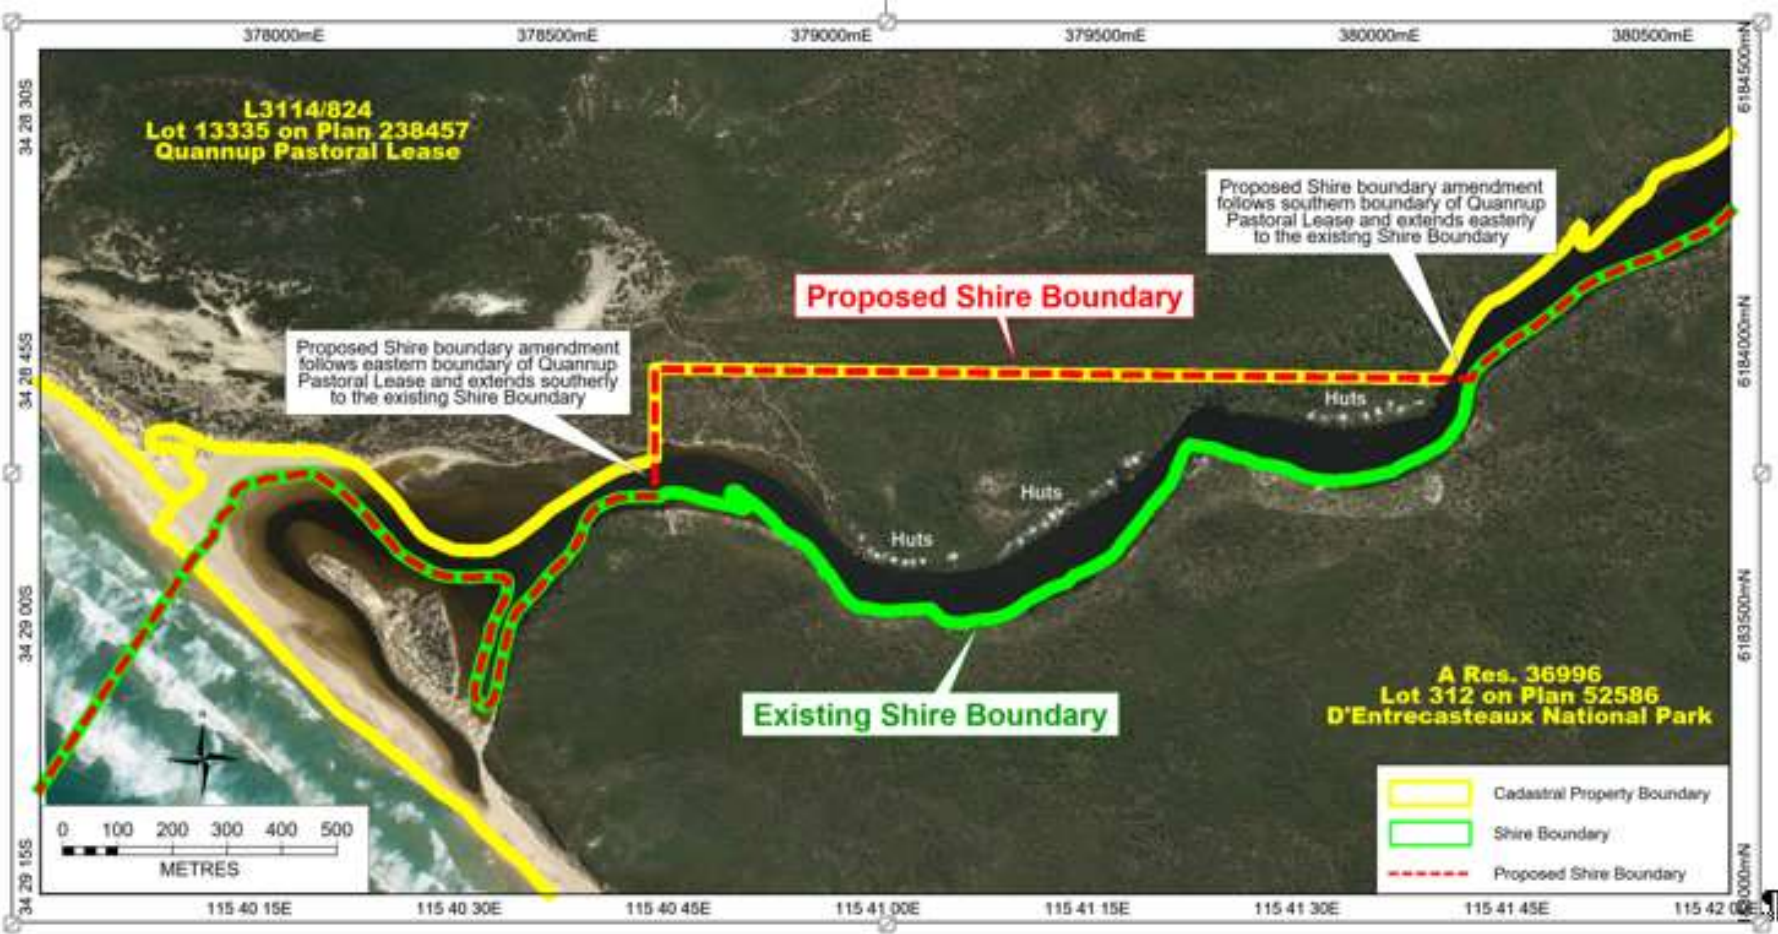 378000mE 378500mE 379000mE 379500mE 380000mE 380500mE
34 28 30S
6184500mN
L3114/824
Lot 13335 on Plan 238457
Quannup Pastoral Lease
Proposed Shire boundary amendment
follows southern boundary of Quannup
Pastoral Lease and extends easterly
to the existing Shire Boundary
Proposed Shire Boundary
34 28 45S
6184000mN
Proposed Shire boundary amendment
follows eastern boundary of Quannup
Pastoral Lease and extends southerly
to the existing Shire Boundary
Huts
Huts
Huts
34 29 00S
6183500mN
Existing Shire Boundary
A Res. 36996
Lot 312 on Plan 52586
D'Entrecasteaux National Park
0 100 200 300 400 500
METRES
Cadastral Property Boundary
Shire Boundary
Proposed Shire Boundary
34 29 15S
115 40 15E 115 40 30E 115 40 45E 115 41 00E 115 41 15E 115 41 30E 115 41 45E 115 42